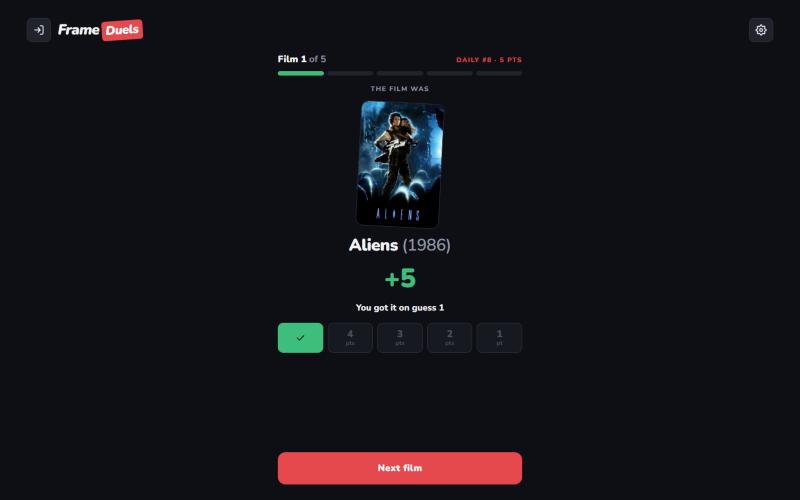 Frame Duels
Film 1 of 5
DAILY #8 · 5 PTS
THE FILM WAS
ALIENS
Aliens (1986)
+5
You got it on guess 1
4 pts
3 pts
2 pts
1 pt
Next film